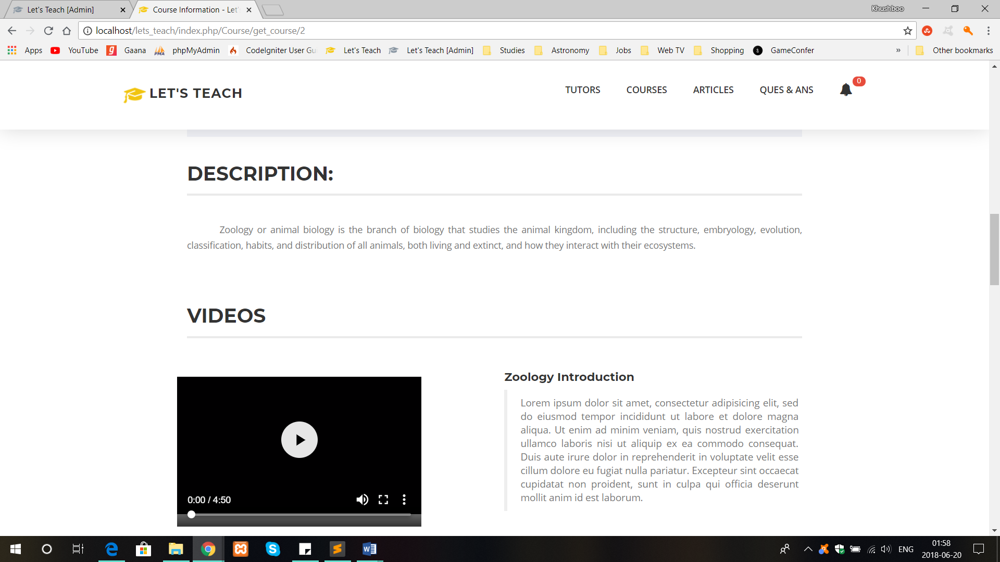 Let's Teach [Admin]
Course Information - Let'
Khushboo
localhost/lets_teach/index.php/Course/get_course/2
Apps YouTube Gaana phpMyAdmin CodeIgniter User Gu Let's Teach Let's Teach [Admin] Studies Astronomy Jobs Web TV Shopping GameConfer » Other bookmarks
LET'S TEACH
TUTORS COURSES ARTICLES QUES & ANS 0
DESCRIPTION:
Zoology or animal biology is the branch of biology that studies the animal kingdom, including the structure, embryology, evolution,
classification, habits, and distribution of all animals, both living and extinct, and how they interact with their ecosystems.
VIDEOS
0:00 / 4:50
Zoology Introduction
Lorem ipsum dolor sit amet, consectetur adipisicing elit, sed
do eiusmod tempor incididunt ut labore et dolore magna
aliqua. Ut enim ad minim veniam, quis nostrud exercitation
ullamco laboris nisi ut aliquip ex ea commodo consequat.
Duis aute irure dolor in reprehenderit in voluptate velit esse
cillum dolore eu fugiat nulla pariatur. Excepteur sint occaecat
cupidatat non proident, sunt in culpa qui officia deserunt
mollit anim id est laborum.
ENG
01:58
2018-06-20